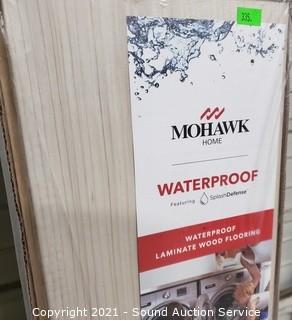 335.
MOHAWK
HOME
WATERPROOF
Featuring SplashDefense
WATERPROOF
LAMINATE WOOD FLOORING
Copyright 2021 - Sound Auction Service